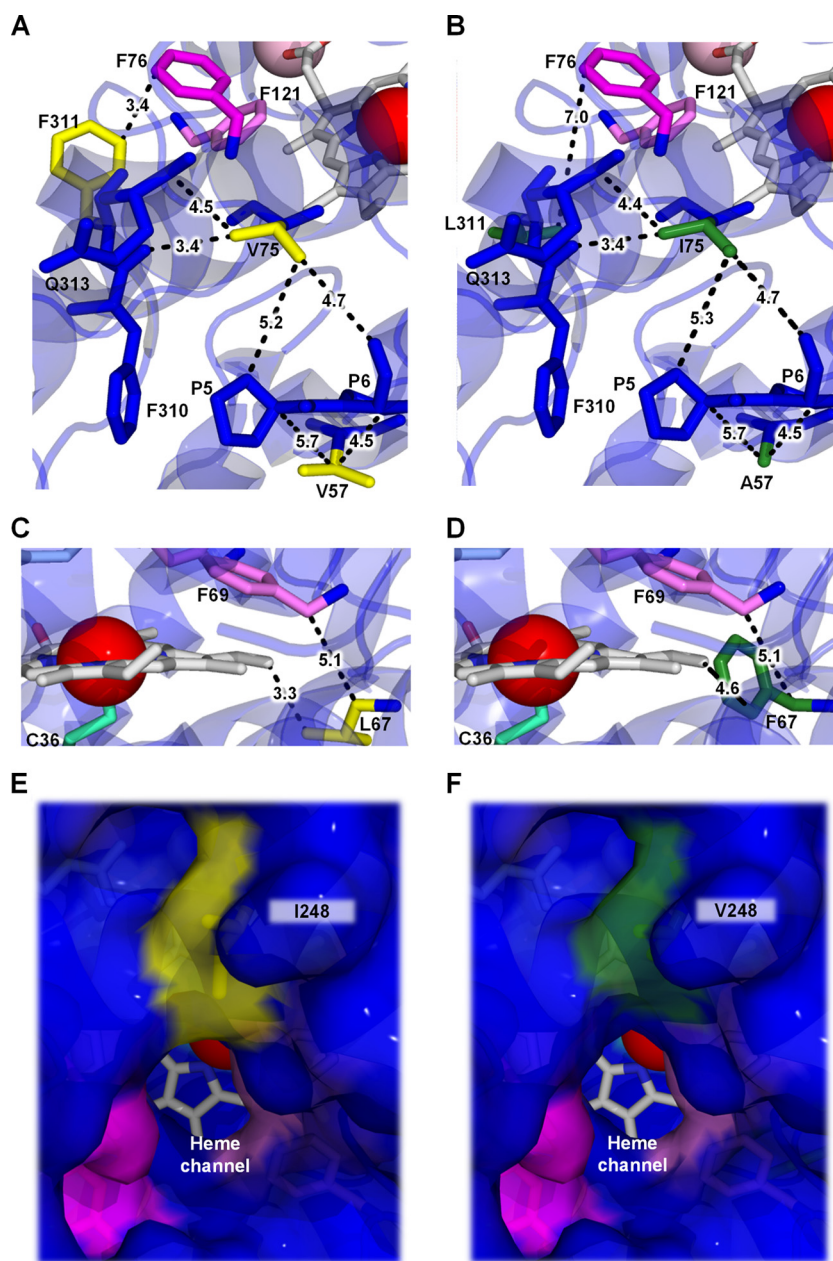 A
F76
3.4
F311
F121
4.5
V75
3.4
Q313
4.7
5.2
P5
P6
F310
5.7
4.5
V57
B
F76
F121
7.0
L311
4.4
I75
3.4
Q313
4.7
5.3
P5
P6
F310
5.7
4.5
A57
C
F69
5.1
3.3
L67
C36
D
F69
5.1
4.6
F67
C36
E
I248
Heme
channel
F
V248
Heme
channel